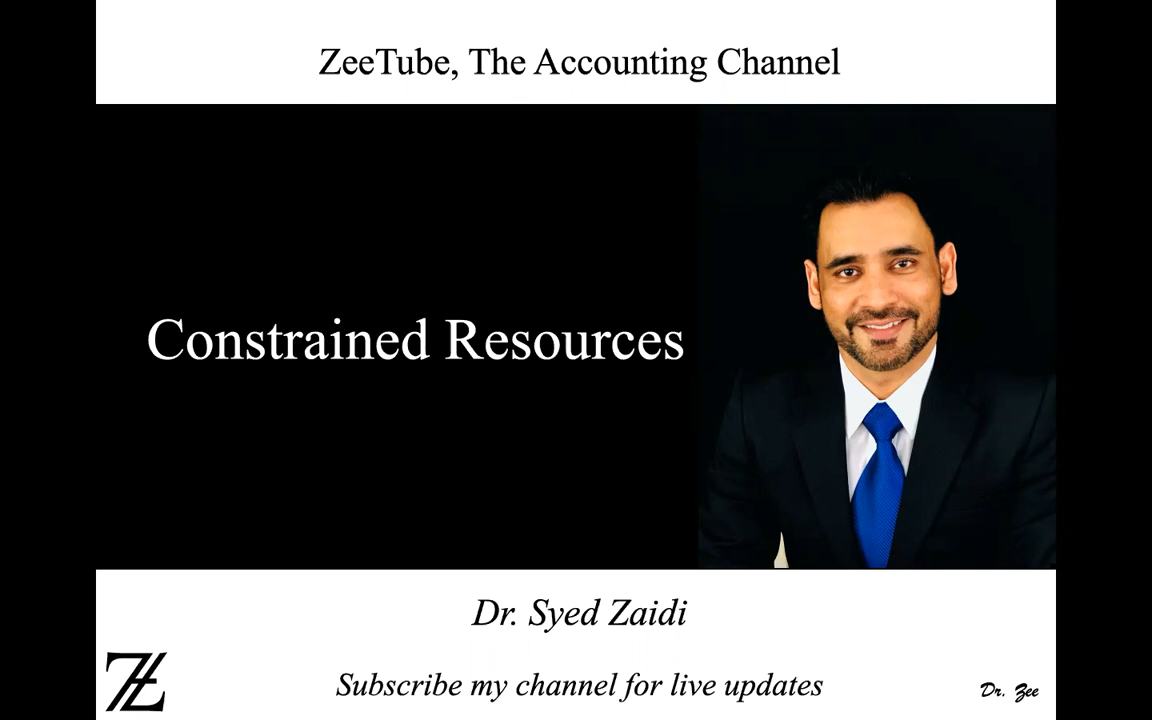 ZeeTube, The Accounting Channel
Constrained Resources
Dr. Syed Zaidi
Subscribe my channel for live updates
Dr. Zee